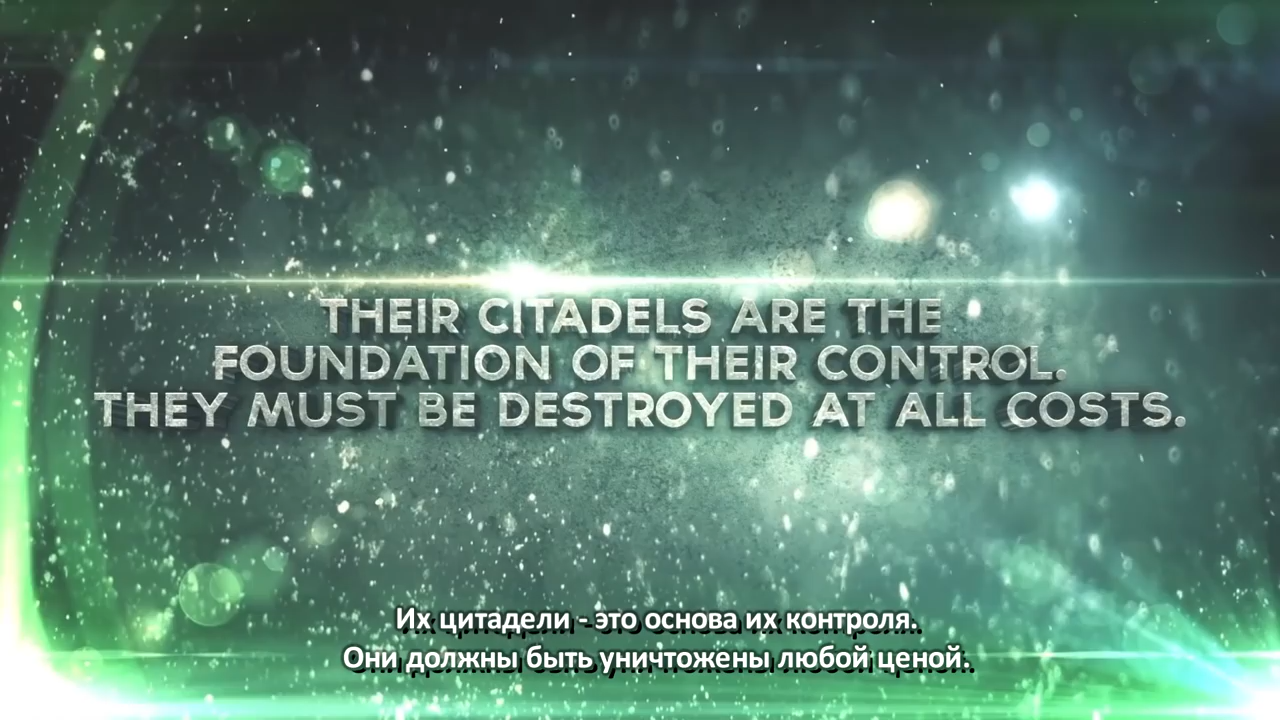 THEIR CITADELS ARE THE
FOUNDATION OF THEIR CONTROL.
THEY MUST BE DESTROYED AT ALL COSTS.
Их цитадели - это основа их контроля.
Они должны быть уничтожены любой ценой.